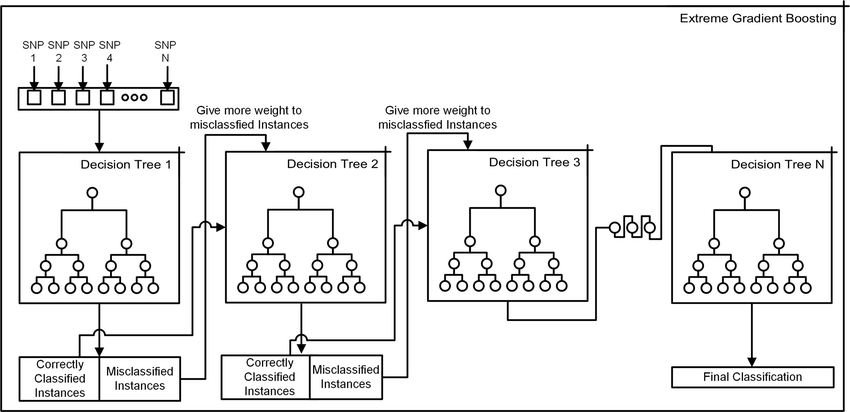 Extreme Gradient Boosting
SNP 1
SNP 2
SNP 3
SNP 4
SNP N
Give more weight to
misclassfied Instances
Give more weight to
misclassfied Instances
Decision Tree 1
Decision Tree 2
Decision Tree 3
Decision Tree N
Correctly
Classified
Instances
Misclassified
Instances
Correctly
Classified
Instances
Misclassified
Instances
Final Classification